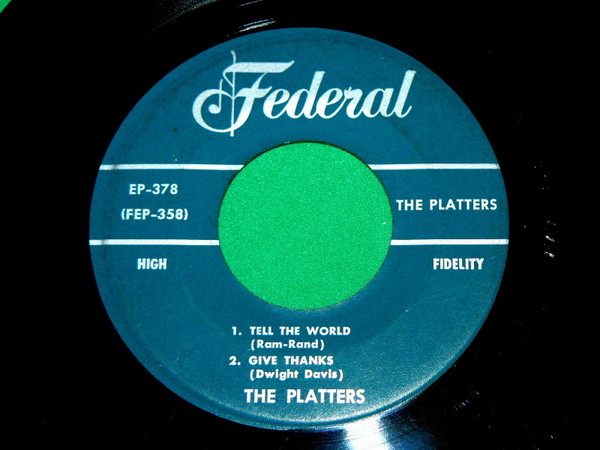 Federal
EP-378
(FEP-358)
THE PLATTERS
HIGH
FIDELITY
1. TELL THE WORLD
(Ram-Rand)
2. GIVE THANKS
(Dwight Davis)
THE PLATTERS